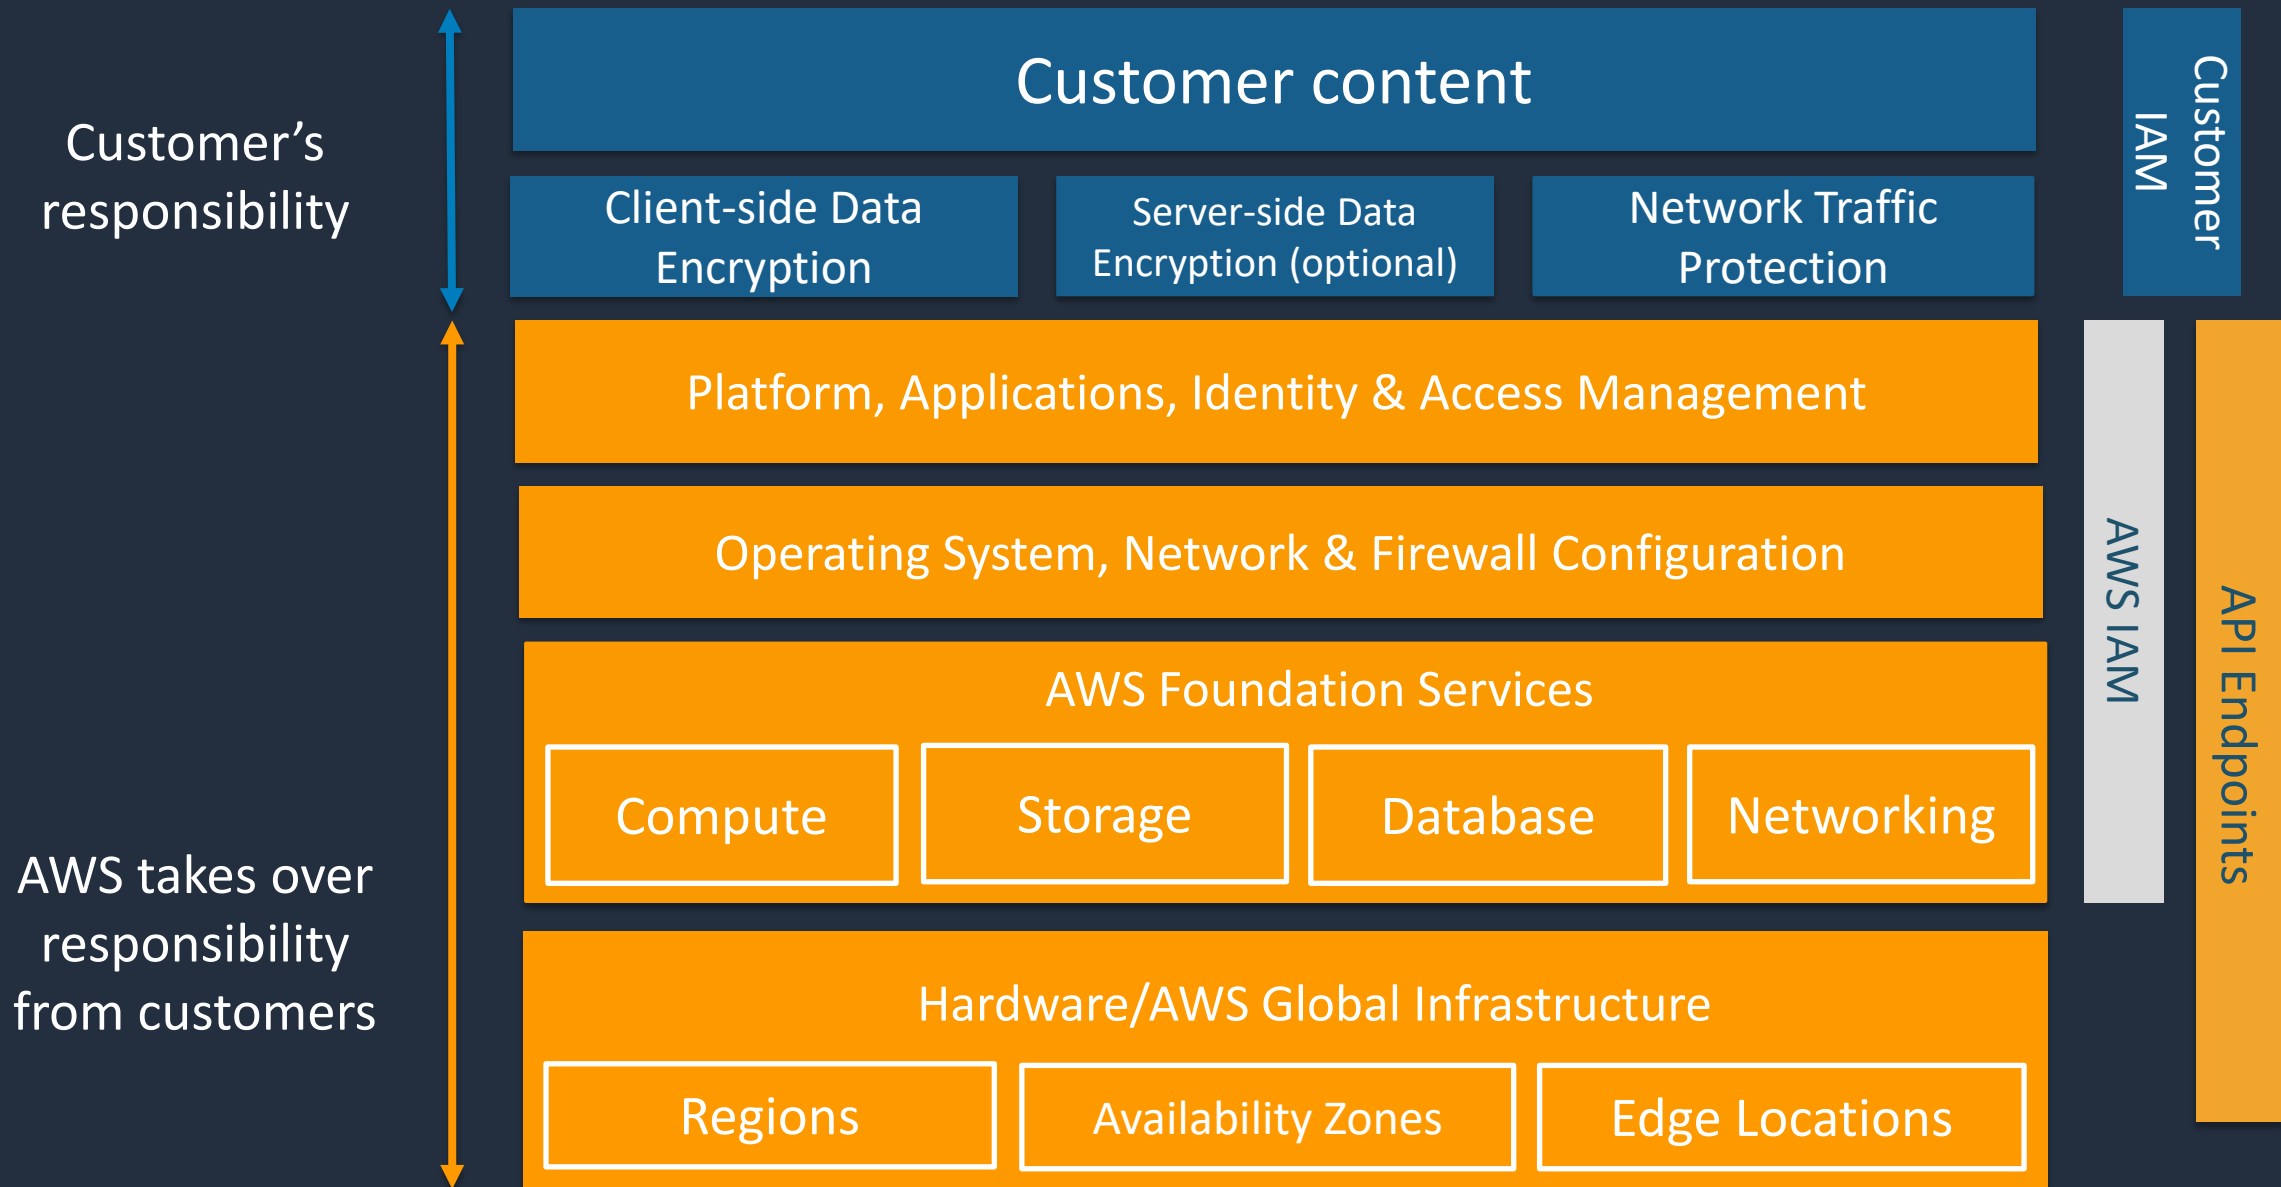 Customer's
responsibility
Customer content
Client-side Data
Encryption
Server-side Data
Encryption (optional)
Network Traffic
Protection
Customer
IAM
AWS takes over
responsibility
from customers
Platform, Applications, Identity & Access Management
Operating System, Network & Firewall Configuration
AWS Foundation Services
Compute
Storage
Database
Networking
Hardware/AWS Global Infrastructure
Regions
Availability Zones
Edge Locations
AWS IAM
API Endpoints